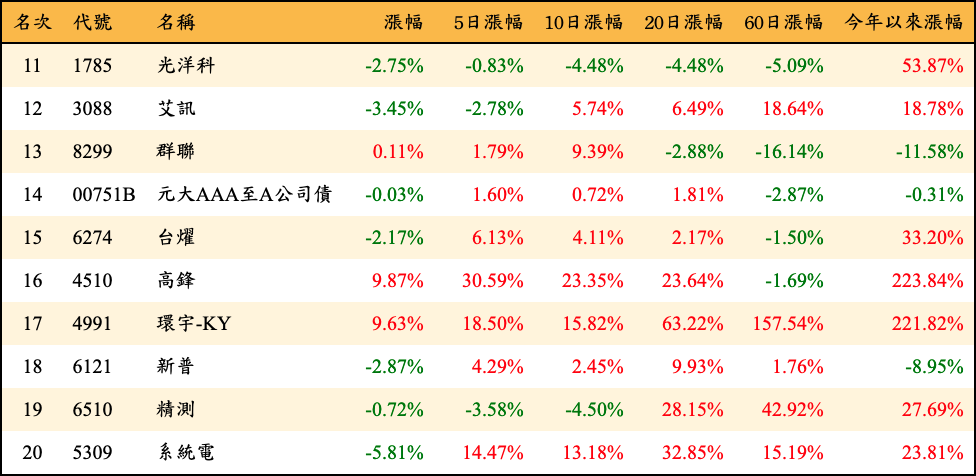 名次 代號 名稱 漲幅 5日漲幅 10日漲幅 20日漲幅 60日漲幅 今年以來漲幅
11 1785 光洋科 -2.75% -0.83% -4.48% -4.48% -5.09% 53.87%
12 3088 艾訊 -3.45% -2.78% 5.74% 6.49% 18.64% 18.78%
13 8299 群聯 0.11% 1.79% 9.39% -2.88% -16.14% -11.58%
14 00751B 元大AAA至A公司債 -0.03% 1.60% 0.72% 1.81% -2.87% -0.31%
15 6274 台燿 -2.17% 6.13% 4.11% 2.17% -1.50% 33.20%
16 4510 高鋒 9.87% 30.59% 23.35% 23.64% -1.69% 223.84%
17 4991 環宇-KY 9.63% 18.50% 15.82% 63.22% 157.54% 221.82%
18 6121 新普 -2.87% 4.29% 2.45% 9.93% 1.76% -8.95%
19 6510 精測 -0.72% -3.58% -4.50% 28.15% 42.92% 27.69%
20 5309 系統電 -5.81% 14.47% 13.18% 32.85% 15.19% 23.81%